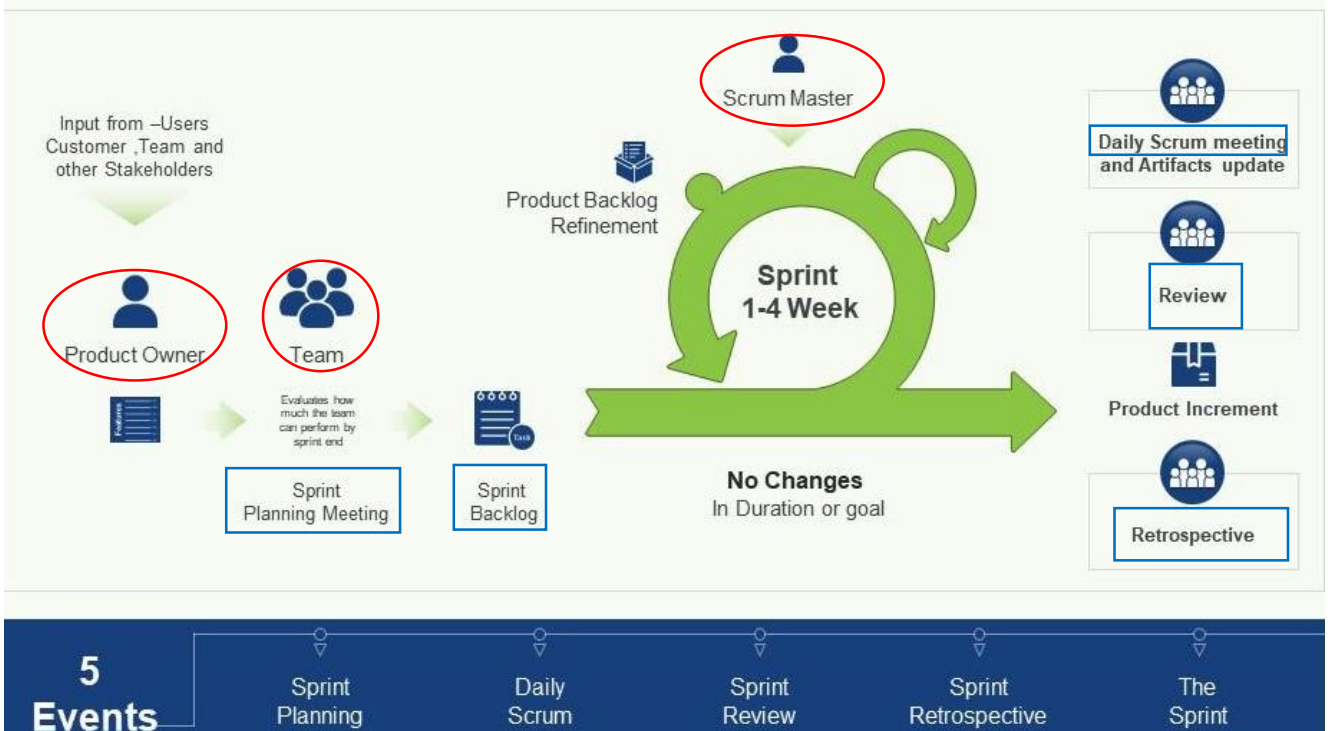 Scrum Master
Input from –Users
Customer ,Team and
other Stakeholders
Product Backlog
Refinement
Daily Scrum meeting
and Artifacts update
Sprint
1-4 Week
Review
Product Owner
Team
Features
Evaluates how
much the team
can perform by
sprint end
Task
Product Increment
Sprint
Planning Meeting
Sprint
Backlog
No Changes
In Duration or goal
Retrospective
5
Events
Sprint
Planning
Daily
Scrum
Sprint
Review
Sprint
Retrospective
The
Sprint